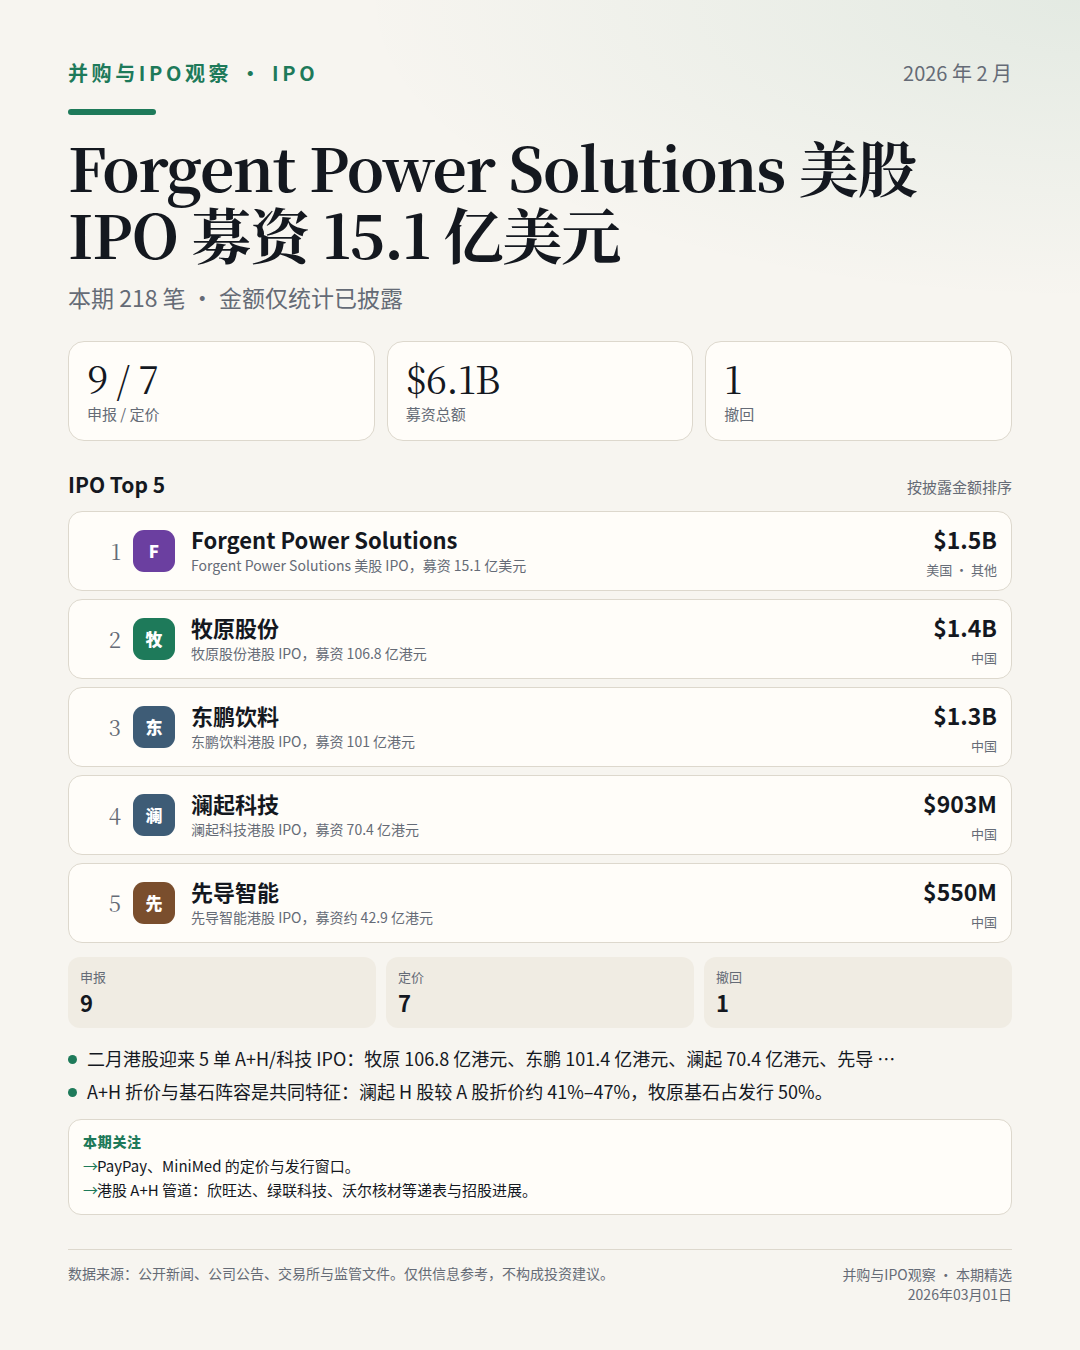 并购与IPO观察 · IPO
2026 年 2 月
Forgent Power Solutions 美股
IPO 募资 15.1 亿美元
本期 218 笔 · 金额仅统计已披露
9 / 7
申报 / 定价
$6.1B
募资总额
1
撤回
IPO Top 5
按披露金额排序
1
F
Forgent Power Solutions
Forgent Power Solutions 美股 IPO，募资 15.1 亿美元
$1.5B
美国 · 其他
2
牧
牧原股份
牧原股份港股 IPO，募资 106.8 亿港元
$1.4B
中国
3
东
东鹏饮料
东鹏饮料港股 IPO，募资 101 亿港元
$1.3B
中国
4
澜
澜起科技
澜起科技港股 IPO，募资 70.4 亿港元
$903M
中国
5
先
先导智能
先导智能港股 IPO，募资约 42.9 亿港元
$550M
中国
申报
9
定价
7
撤回
1
二月港股迎来 5 单 A+H/科技 IPO：牧原 106.8 亿港元、东鹏 101.4 亿港元、澜起 70.4 亿港元、先导 …
A+H 折价与基石阵容是共同特征：澜起 H 股较 A 股折价约 41%–47%，牧原基石占发行 50%。
本期关注
→PayPay、MiniMed 的定价与发行窗口。
→港股 A+H 管道：欣旺达、绿联科技、沃尔核材等递表与招股进展。
数据来源：公开新闻、公司公告、交易所与监管文件。仅供信息参考，不构成投资建议。
并购与IPO观察 · 本期精选
2026年03月01日